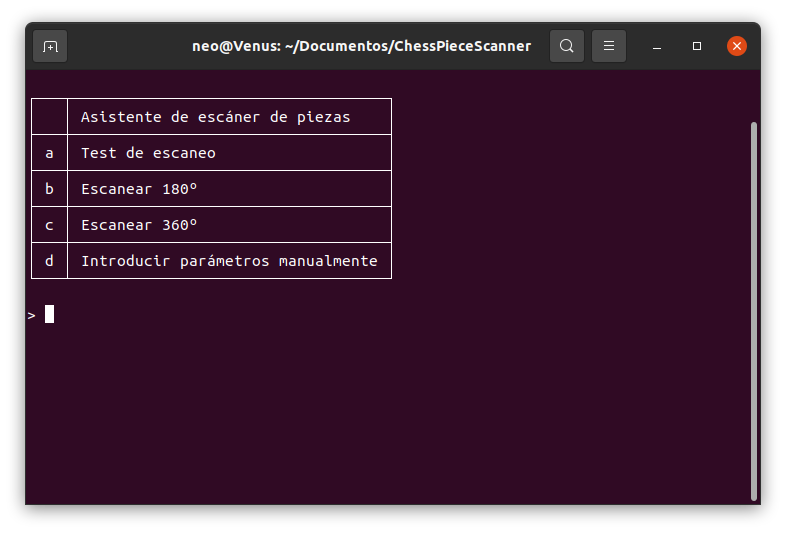 neo@Venus: ~/Documentos/ChessPieceScanner
Asistente de escáner de piezas
a Test de escaneo
b Escanear 180º
c Escanear 360º
d Introducir parámetros manualmente
>